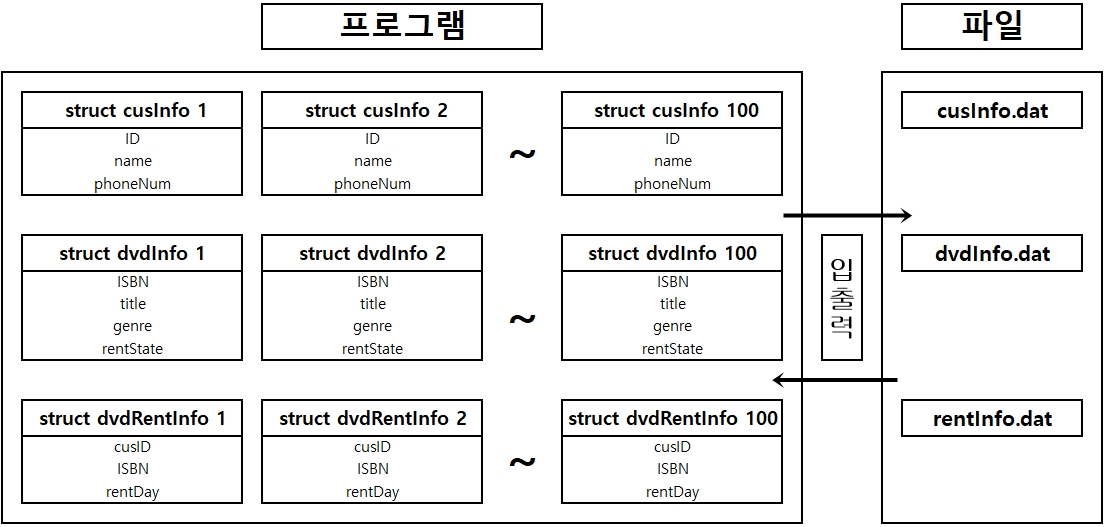 프로그램
파일
struct cusInfo 1
ID
name
phoneNum
struct cusInfo 2
ID
name
phoneNum
~
struct cusInfo 100
ID
name
phoneNum
cusInfo.dat
struct dvdInfo 1
ISBN
title
genre
rentState
struct dvdInfo 2
ISBN
title
genre
rentState
~
struct dvdInfo 100
ISBN
title
genre
rentState
입출력
dvdInfo.dat
struct dvdRentInfo 1
cusID
ISBN
rentDay
struct dvdRentInfo 2
cusID
ISBN
rentDay
~
struct dvdRentInfo 100
cusID
ISBN
rentDay
rentInfo.dat